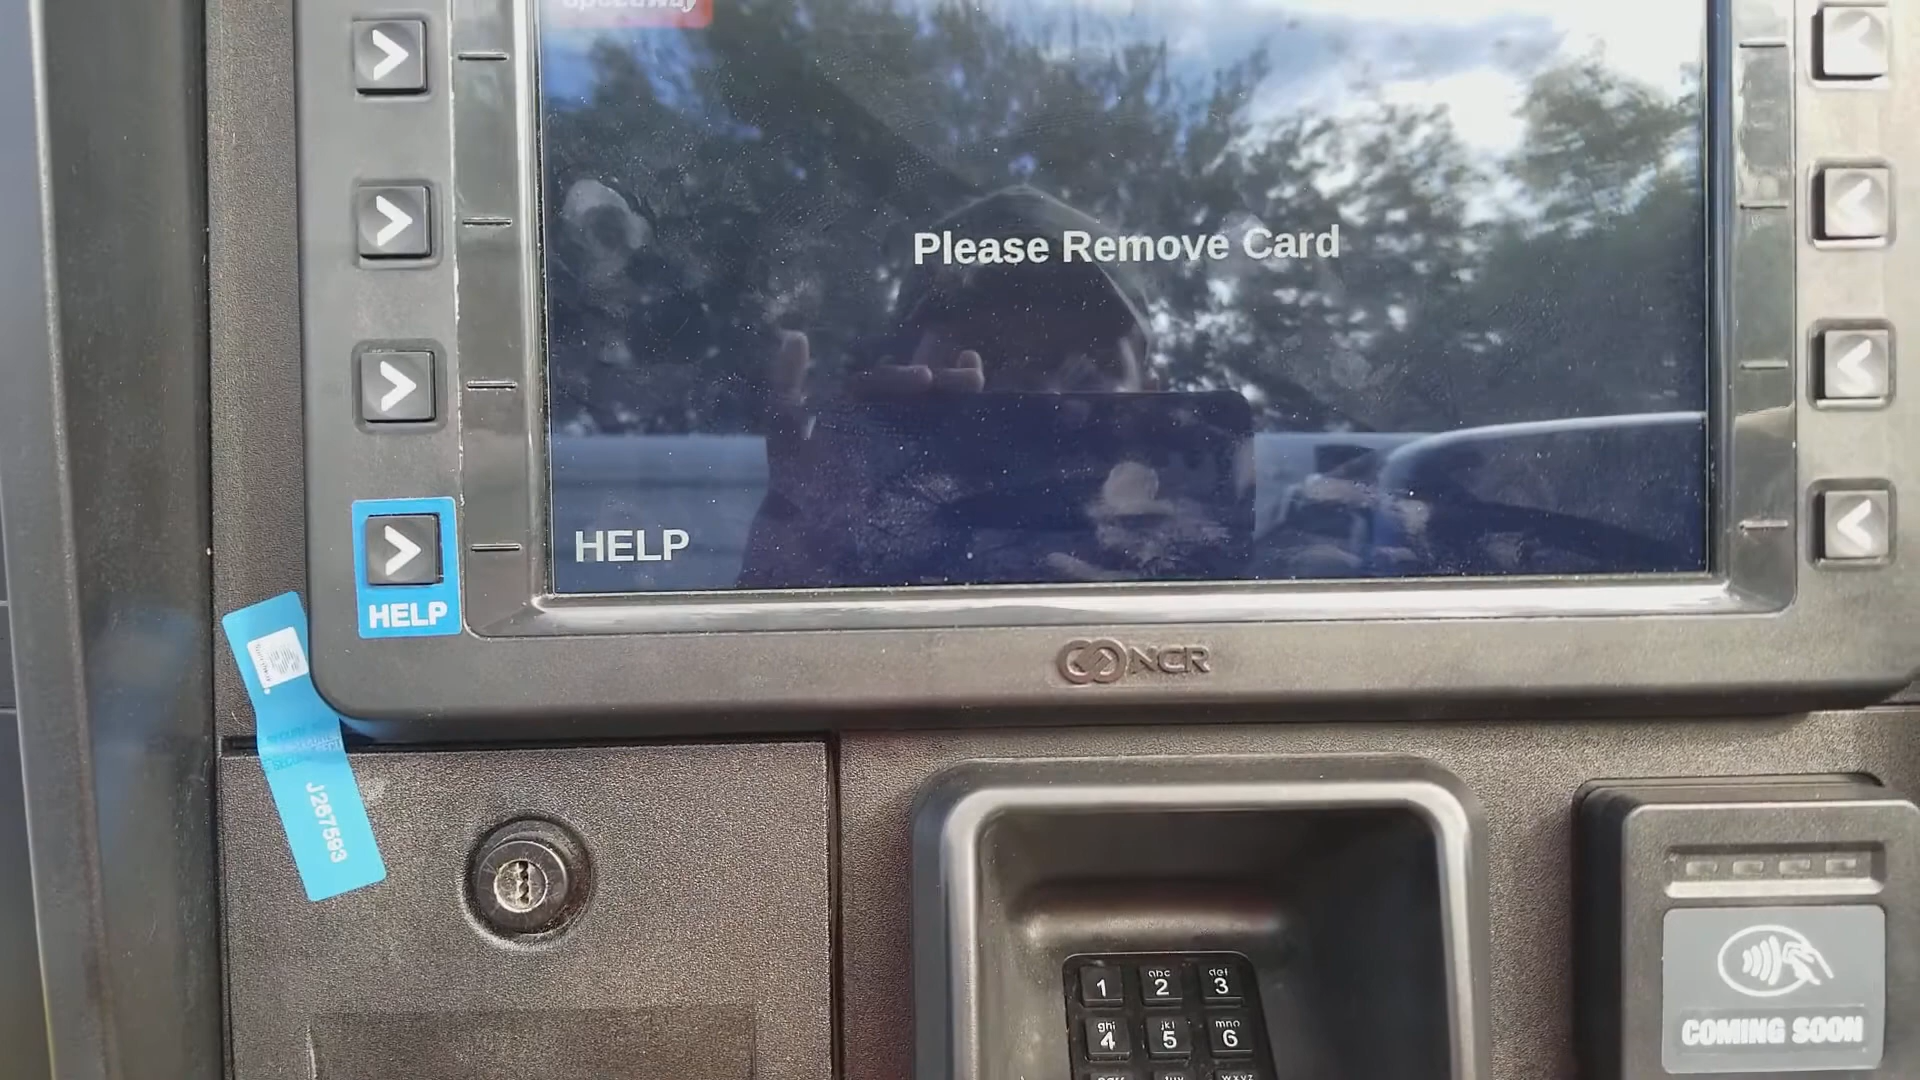 Speedway
Please Remove Card
HELP
HELP
NCR
J267593
1
abc
2
def
3
ghi
4
jkl
5
mno
6
COMING SOON